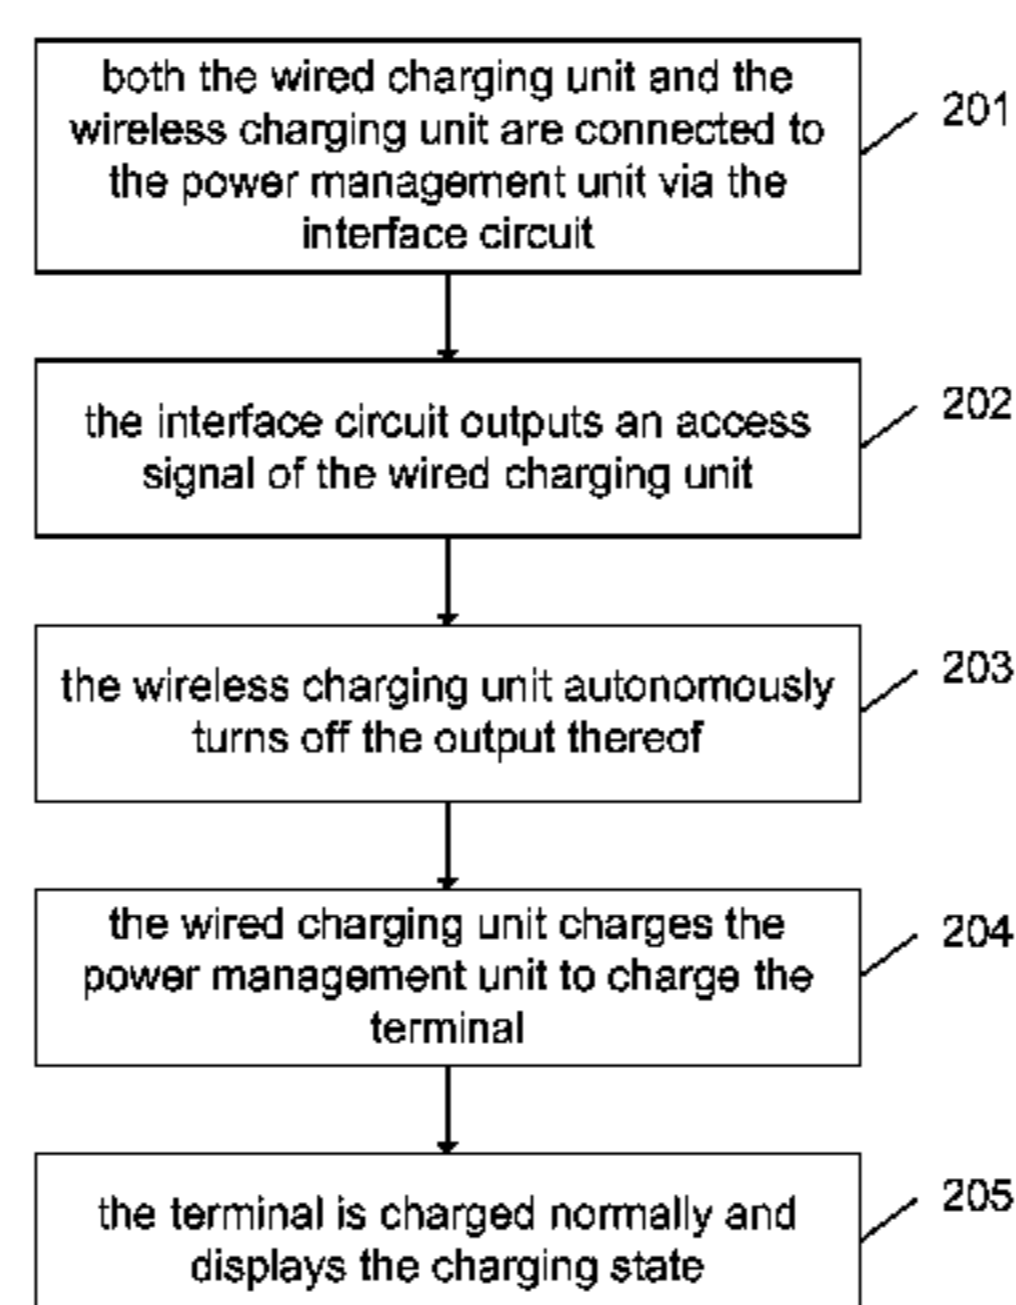 both the wired charging unit and the
wireless charging unit are connected to
the power management unit via the
interface circuit
201
the interface circuit outputs an access
signal of the wired charging unit
202
the wireless charging unit autonomously
turns off the output thereof
203
the wired charging unit charges the
power management unit to charge the
terminal
204
the terminal is charged normally and
displays the charging state
205